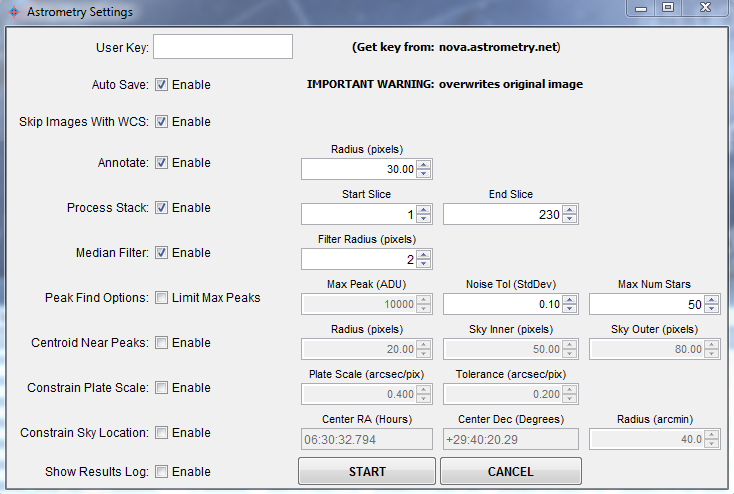 Astrometry Settings
User Key: (Get key from: nova.astrometry.net)
Auto Save: Enable IMPORTANT WARNING: overwrites original image
Skip Images With WCS: Enable
Radius (pixels)
Annotate: Enable 30.00
Start Slice End Slice
Process Stack: Enable 1 230
Filter Radius (pixels)
Median Filter: Enable 2
Max Peak (ADU) Noise Tol (StdDev) Max Num Stars
Peak Find Options: Limit Max Peaks 10000 0.10 50
Radius (pixels) Sky Inner (pixels) Sky Outer (pixels)
Centroid Near Peaks: Enable 20.00 50.00 80.00
Plate Scale (arcsec/pix) Tolerance (arcsec/pix)
Constrain Plate Scale: Enable 0.400 0.200
Center RA (Hours) Center Dec (Degrees) Radius (arcmin)
Constrain Sky Location: Enable 06:30:32.794 +29:40:20.29 40.0
Show Results Log: Enable START CANCEL